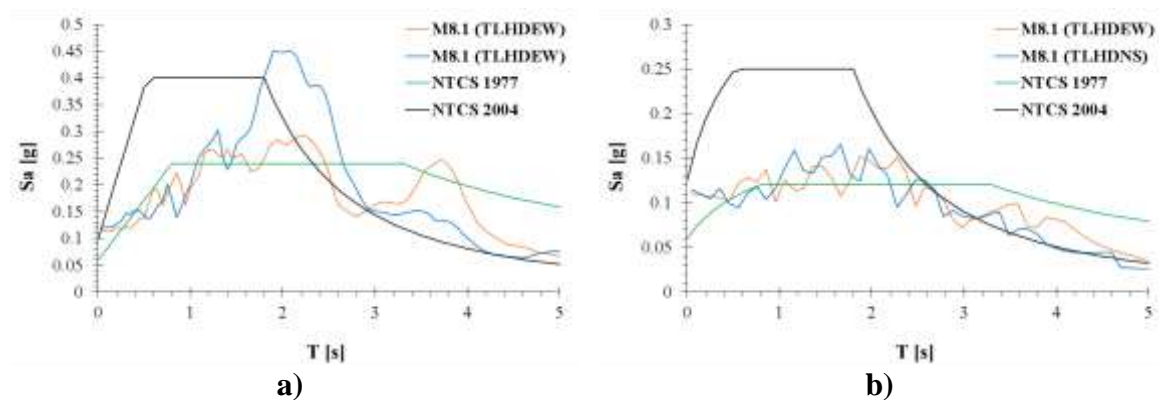 0.5
0.45
0.4
0.35
0.3
0.25
0.2
0.15
0.1
0.05
0
Sa [g]
0 1 2 3 4 5
T [s]
M8.1 (TLHDEW)
M8.1 (TLHDEW)
NTCS 1977
NTCS 2004
a)
0.3
0.25
0.2
0.15
0.1
0.05
0
Sa [g]
0 1 2 3 4 5
T [s]
M8.1 (TLHDEW)
M8.1 (TLHDNS)
NTCS 1977
NTCS 2004
b)